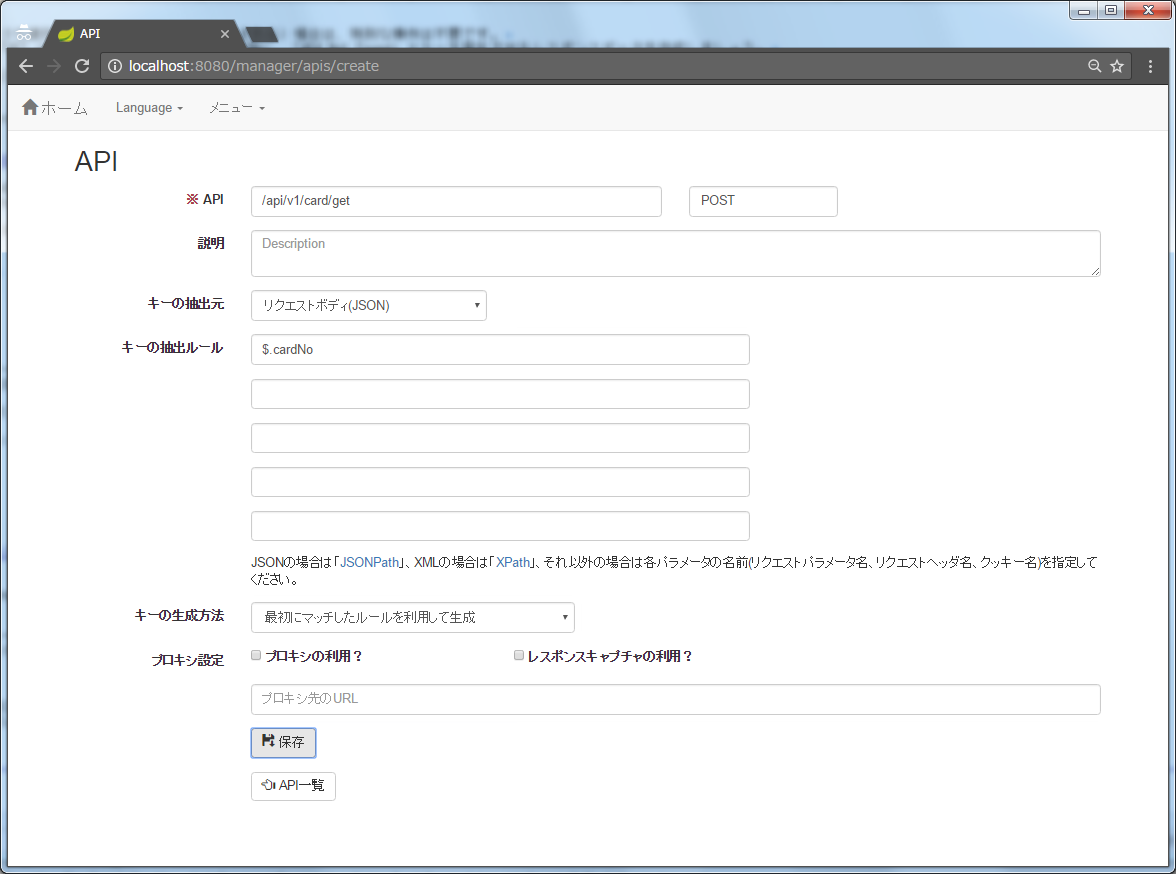 API
localhost:8080/manager/apis/create
ホーム Language メニュー
API
※ API /api/v1/card/get POST
説明 Description
キーの抽出元 リクエストボディ(JSON)
キーの抽出ルール $.cardNo
JSONの場合は「JSONPath」、XMLの場合は「XPath」、それ以外の場合は各パラメータの名前(リクエストパラメータ名、リクエストヘッダ名、クッキー名)を指定して
ください。
キーの生成方法 最初にマッチしたルールを利用して生成
プロキシ設定 プロキシの利用？ レスポンスキャプチャの利用？
プロキシ先のURL
保存
API一覧